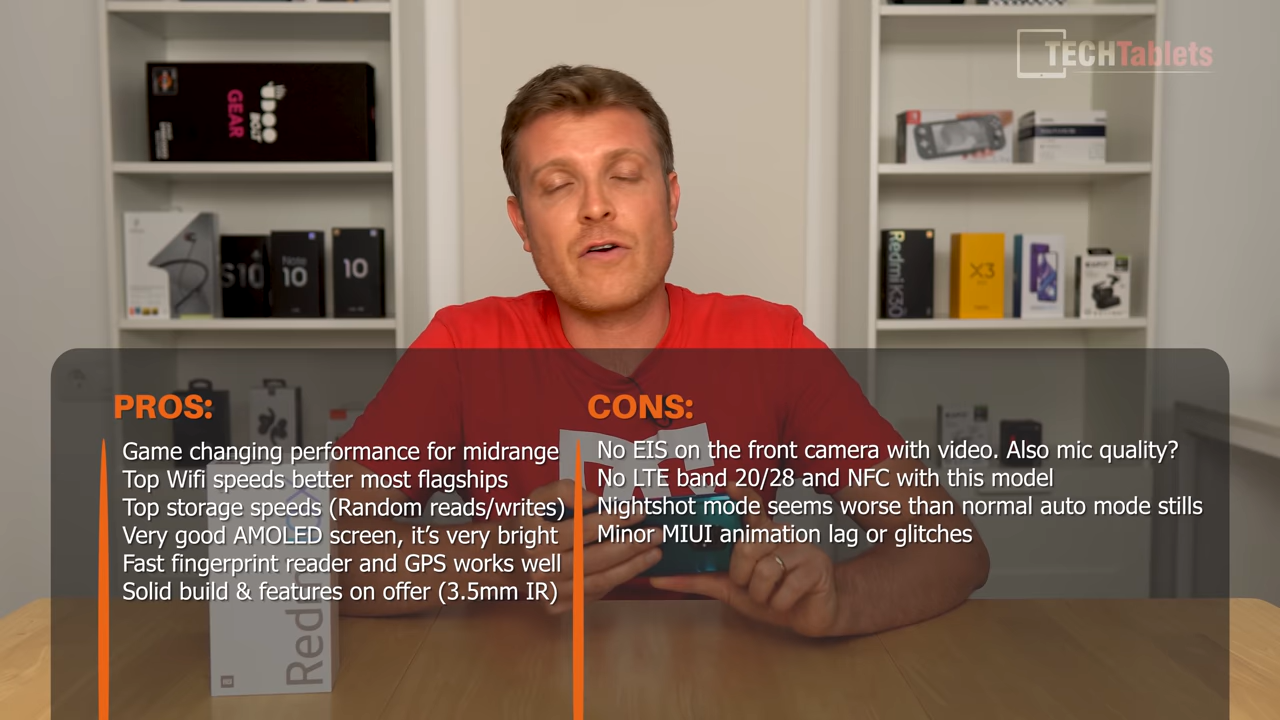 TECHTablets
GEAR
UDOO
BOLT
S10
Note
10
10
Redmi K30
X3
PROS:
Game changing performance for midrange
Top Wifi speeds better most flagships
Top storage speeds (Random reads/writes)
Very good AMOLED screen, it's very bright
Fast fingerprint reader and GPS works well
Solid build & features on offer (3.5mm IR)
CONS:
No EIS on the front camera with video. Also mic quality?
No LTE band 20/28 and NFC with this model
Nightshot mode seems worse than normal auto mode stills
Minor MIUI animation lag or glitches
Redmi